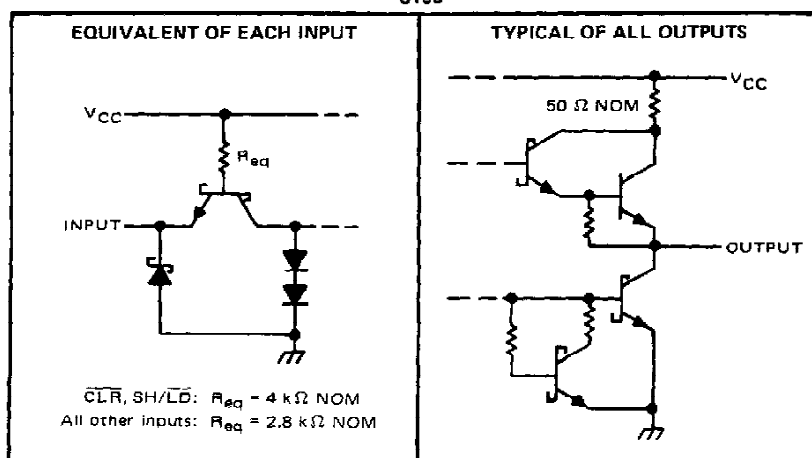 EQUIVALENT OF EACH INPUT
VCC
Req
INPUT
CLR, SH/LD: Req = 4 kΩ NOM
All other inputs: Req = 2.8 kΩ NOM
TYPICAL OF ALL OUTPUTS
VCC
50 Ω NOM
OUTPUT